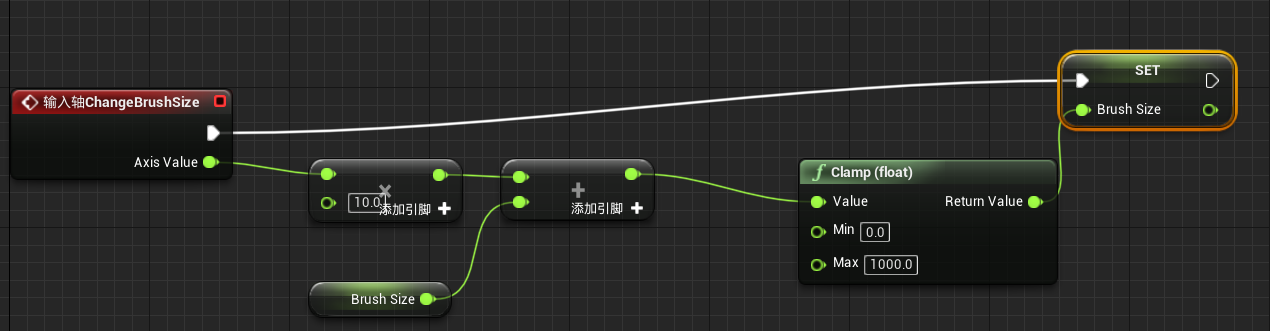 输入轴ChangeBrushSize
Axis Value
10.0
添加引脚
添加引脚
Brush Size
Clamp (float)
Value
Return Value
Min 0.0
Max 1000.0
SET
Brush Size